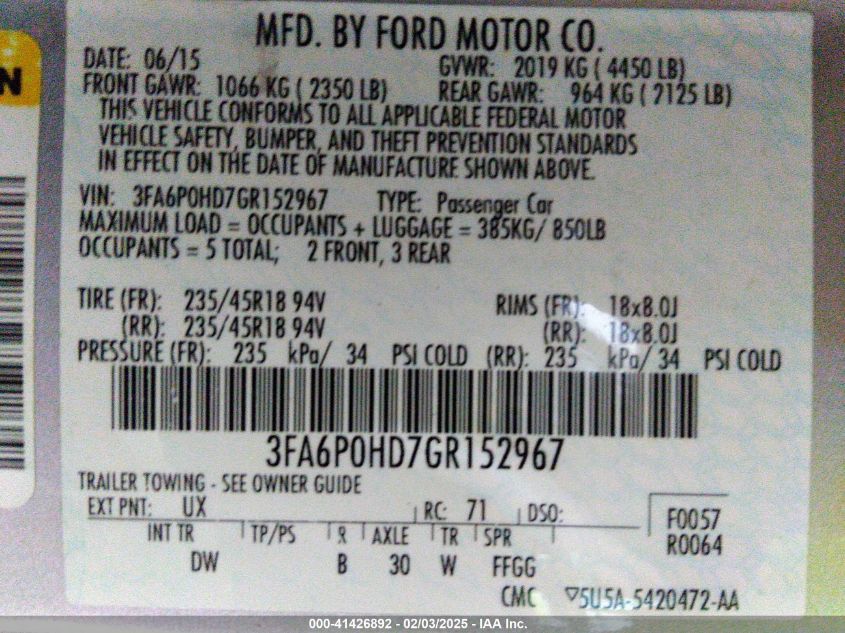 MFD. BY FORD MOTOR CO.
DATE: 06/15 GVWR: 2019 KG ( 4450 LB)
FRONT GAWR: 1066 KG ( 2350 LB) REAR GAWR: 964 KG ( 2125 LB)
THIS VEHICLE CONFORMS TO ALL APPLICABLE FEDERAL MOTOR
VEHICLE SAFETY, BUMPER, AND THEFT PREVENTION STANDARDS
IN EFFECT ON THE DATE OF MANUFACTURE SHOWN ABOVE.
VIN: 3FA6P0HD7GR152967 TYPE: Passenger Car
MAXIMUM LOAD = OCCUPANTS + LUGGAGE = 385KG/ 850LB
OCCUPANTS = 5 TOTAL; 2 FRONT, 3 REAR
TIRE (FR): 235/45R18 94V RIMS (FR): 18x8.0J
(RR): 235/45R18 94V (RR): 18x8.0J
PRESSURE (FR): 235 kPa/ 34 PSI COLD (RR): 235 kPa/ 34 PSI COLD
3FA6P0HD7GR152967
TRAILER TOWING - SEE OWNER GUIDE
EXT PNT: UX RC: 71 DSO: F0057
INT TR TP/PS R AXLE TR SPR R0064
DW B 30 W FFGG
CMC ▽5U5A-5420472-AA
N
000-41426892 - 02/03/2025 - IAA Inc.